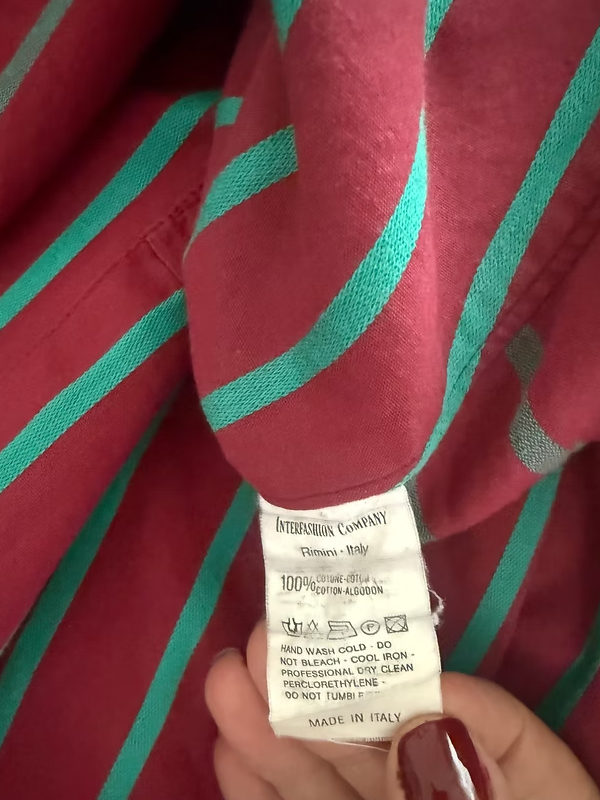 INTERFASHION COMPANY
Rimini - Italy
100% COTONE-COTON
COTTON-ALGODON
P
HAND WASH COLD - DO
NOT BLEACH - COOL IRON -
PROFESSIONAL DRY CLEAN
PERCLORETHYLENE -
DO NOT TUMBLE
MADE IN ITALY